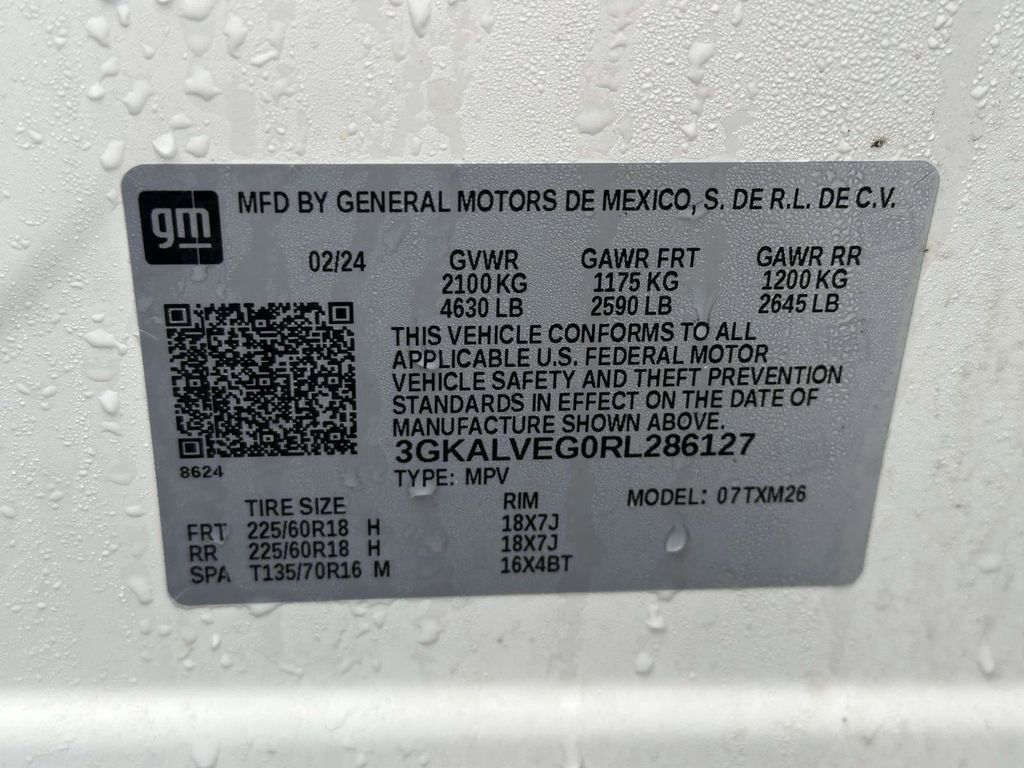 gm
MFD BY GENERAL MOTORS DE MEXICO, S. DE R.L. DE C.V.
02/24 GVWR GAWR FRT GAWR RR
2100 KG 1175 KG 1200 KG
4630 LB 2590 LB 2645 LB
THIS VEHICLE CONFORMS TO ALL
APPLICABLE U.S. FEDERAL MOTOR
VEHICLE SAFETY AND THEFT PREVENTION
STANDARDS IN EFFECT ON THE DATE OF
MANUFACTURE SHOWN ABOVE.
3GKALVEG0RL286127
8624
TYPE: MPV MODEL: 07TXM26
TIRE SIZE RIM
FRT 225/60R18 H 18X7J
RR 225/60R18 H 18X7J
SPA T135/70R16 M 16X4BT